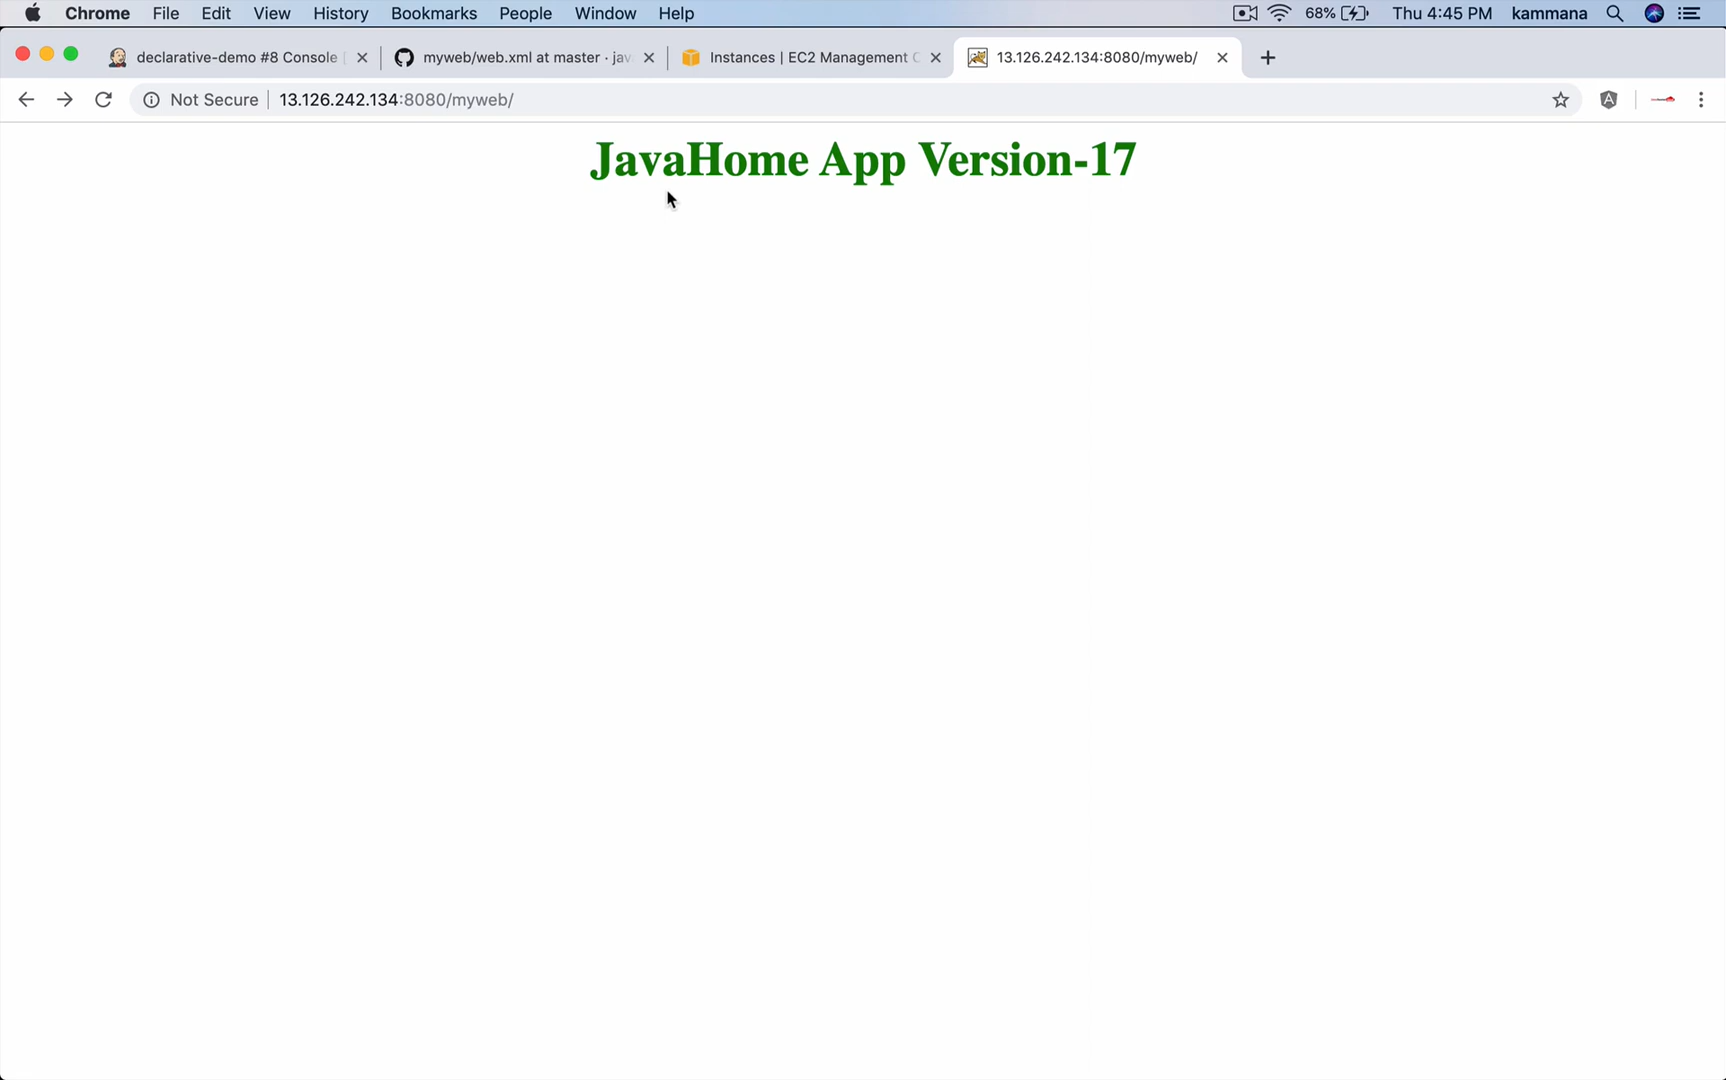 Chrome File Edit View History Bookmarks People Window Help 68% Thu 4:45 PM kammana
declarative-demo #8 Console myweb/web.xml at master · jav Instances | EC2 Management C 13.126.242.134:8080/myweb/
Not Secure 13.126.242.134:8080/myweb/
JavaHome App Version-17